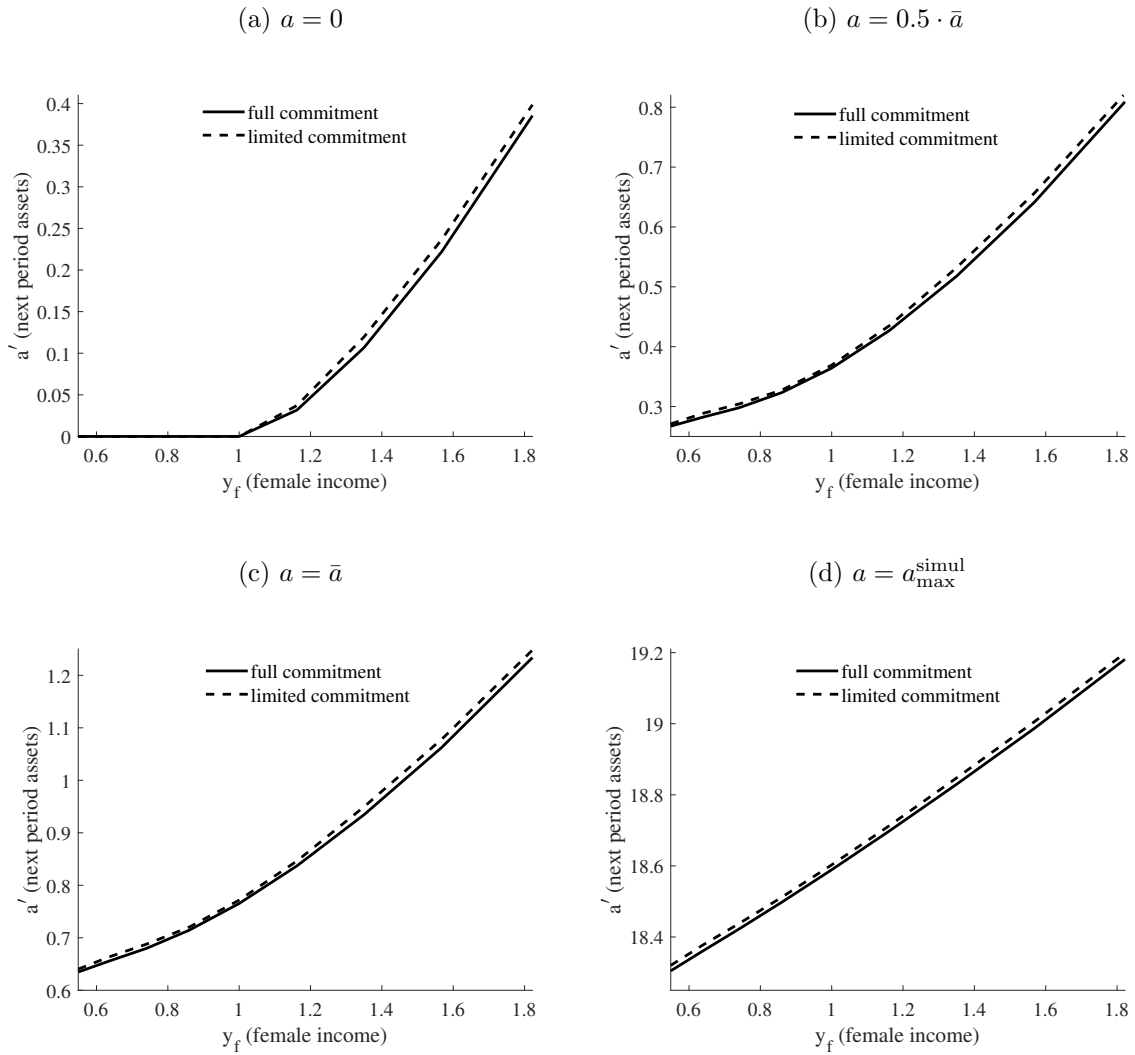 (a) a = 0
0.4
0.35
0.3
0.25
0.2
0.15
0.1
0.05
0
a′ (next period assets)
full commitment
limited commitment
0.6 0.8 1 1.2 1.4 1.6 1.8
y_f (female income)
(b) a = 0.5 · ā
0.8
0.7
0.6
0.5
0.4
0.3
a′ (next period assets)
full commitment
limited commitment
0.6 0.8 1 1.2 1.4 1.6 1.8
y_f (female income)
(c) a = ā
1.2
1.1
1
0.9
0.8
0.7
0.6
a′ (next period assets)
full commitment
limited commitment
0.6 0.8 1 1.2 1.4 1.6 1.8
y_f (female income)
(d) a = a_max^simul
19.2
19
18.8
18.6
18.4
a′ (next period assets)
full commitment
limited commitment
0.6 0.8 1 1.2 1.4 1.6 1.8
y_f (female income)